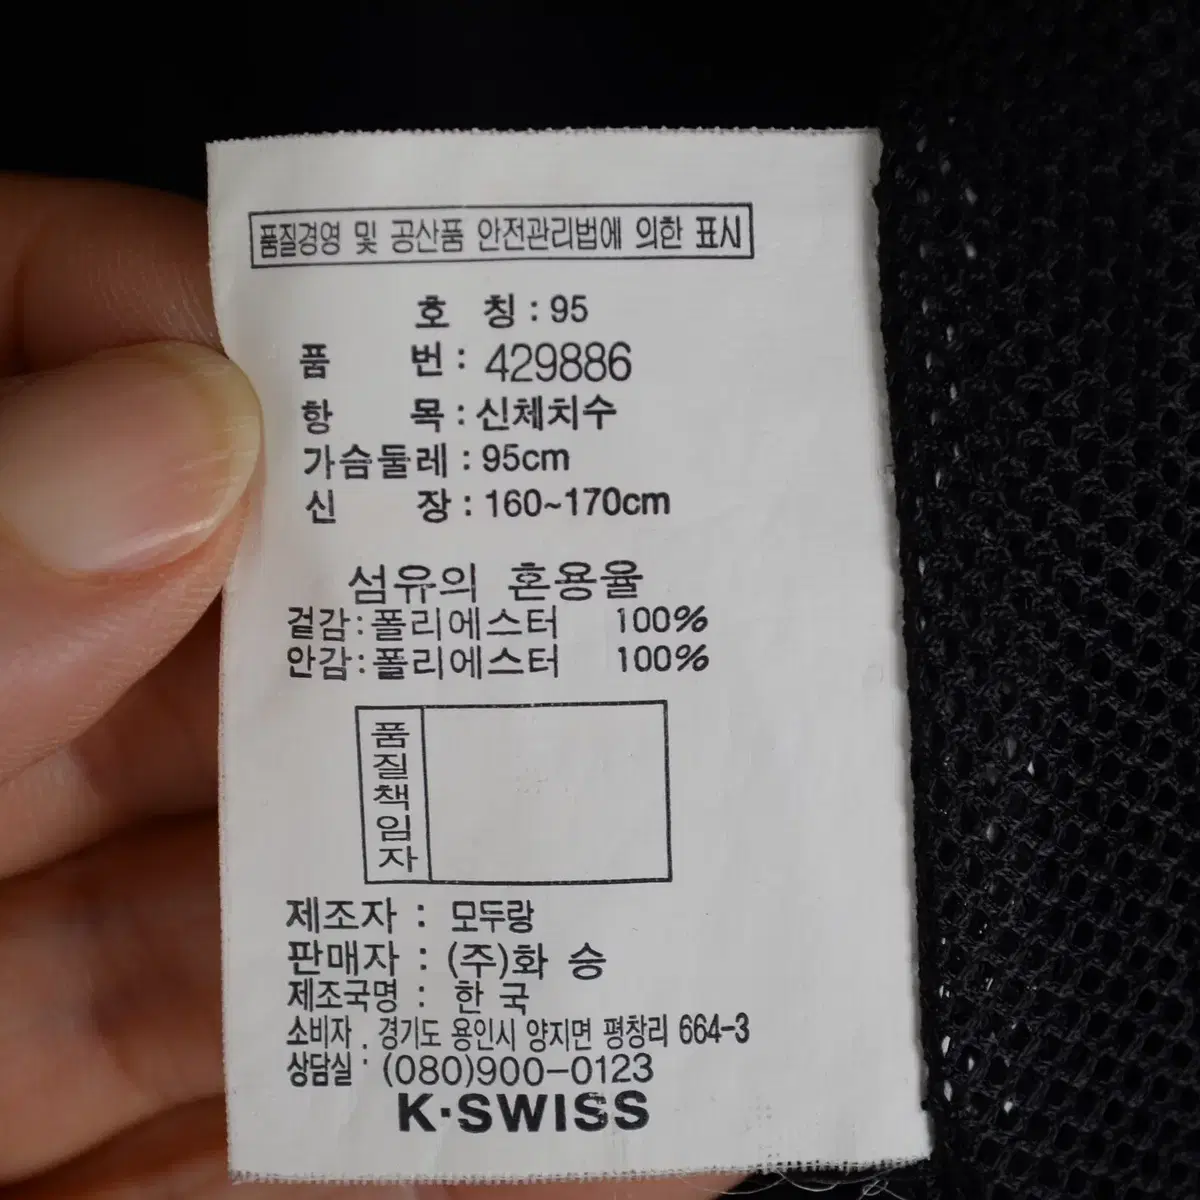 품질경영 및 공산품 안전관리법에 의한 표시
호 칭 : 95
품 번 : 429886
항 목 : 신체치수
가슴둘레 : 95cm
신 장 : 160~170cm
섬유의 혼용율
겉감 : 폴리에스터 100%
안감 : 폴리에스터 100%
품질책임자
제조자 : 모두랑
판매자 : (주)화 승
제조국명 : 한 국
소비자 . 경기도 용인시 양지면 평창리 664-3
상담실 : (080)900-0123
K·SWISS